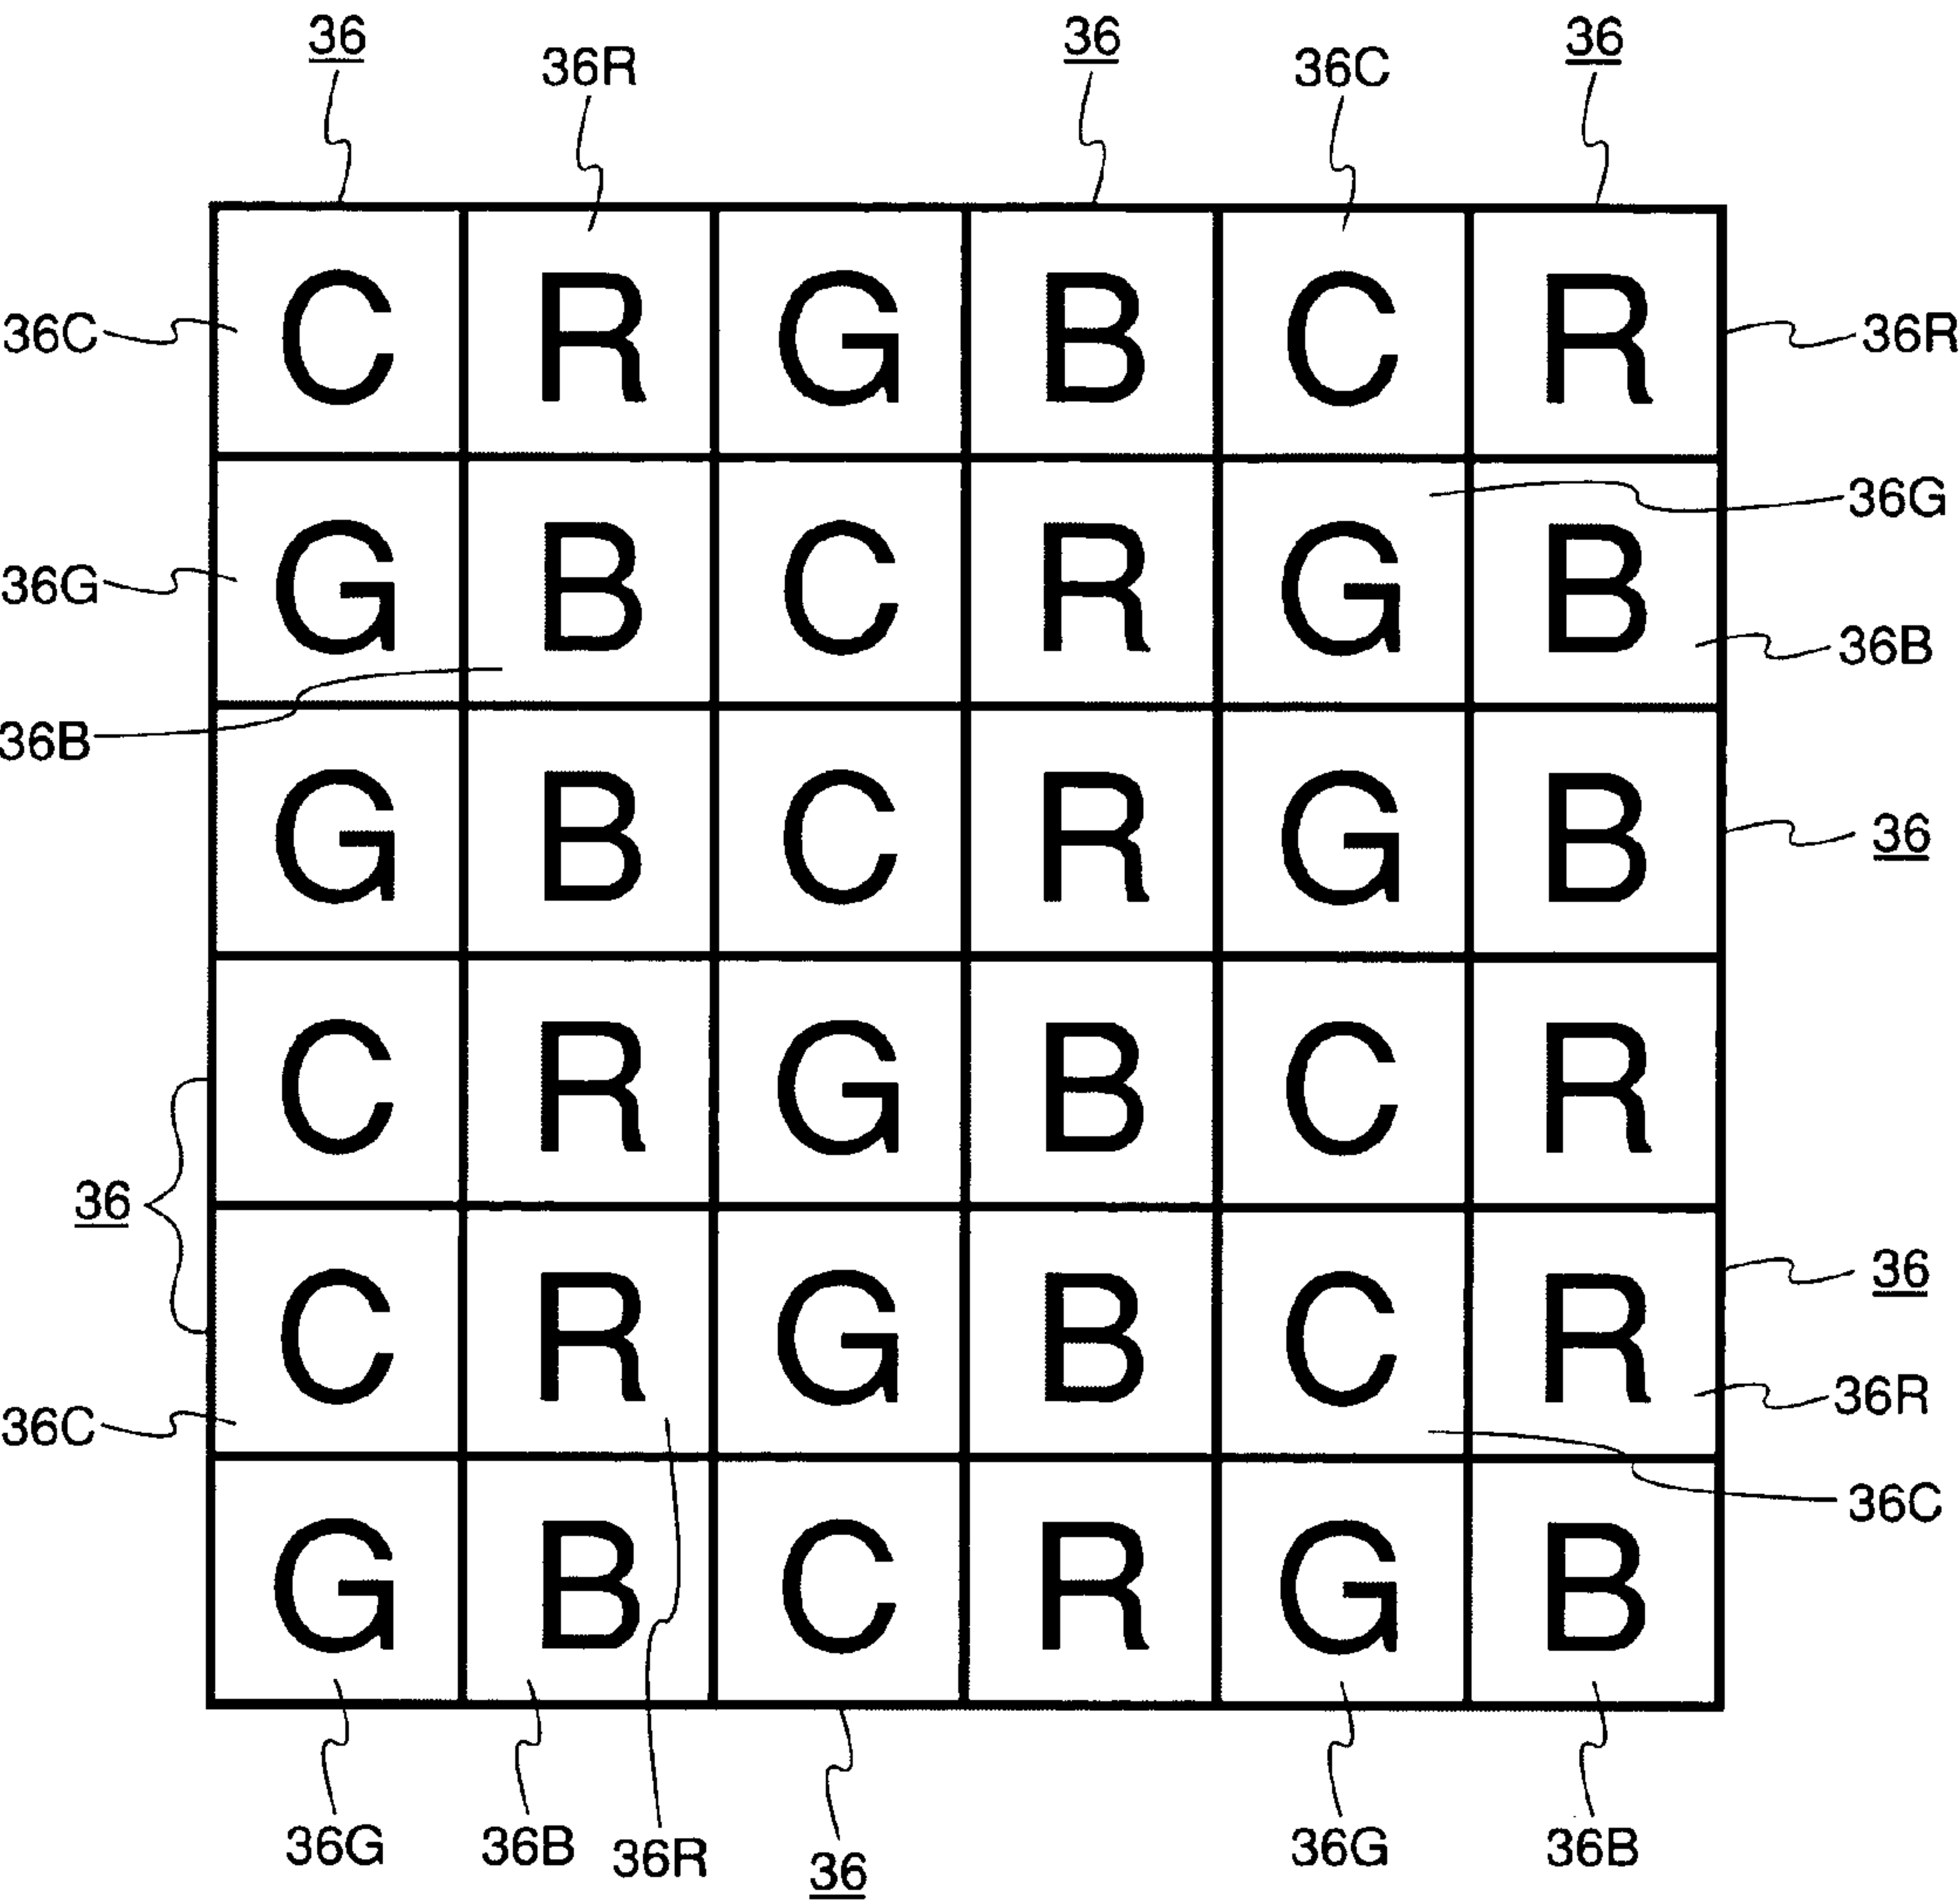 36 36R 36 36C 36
36C C R G B C R 36R
36G
36G G B C R G B
36B
36B
G B C R G B 36
C R G B C R
36
36
C R G B C R
36R
36C
36C
G B C R G B
36G 36B 36R 36 36G 36B